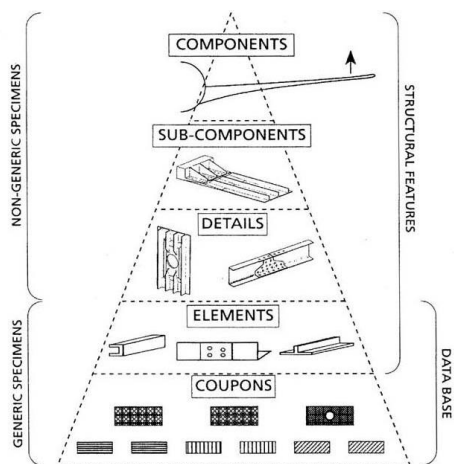 COMPONENTS
SUB-COMPONENTS
DETAILS
ELEMENTS
COUPONS
NON-GENERIC SPECIMENS
GENERIC SPECIMENS
STRUCTURAL FEATURES
DATA BASE